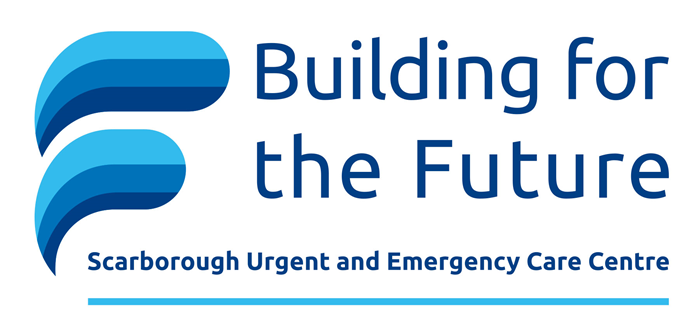 Building for
the Future
Scarborough Urgent and Emergency Care Centre